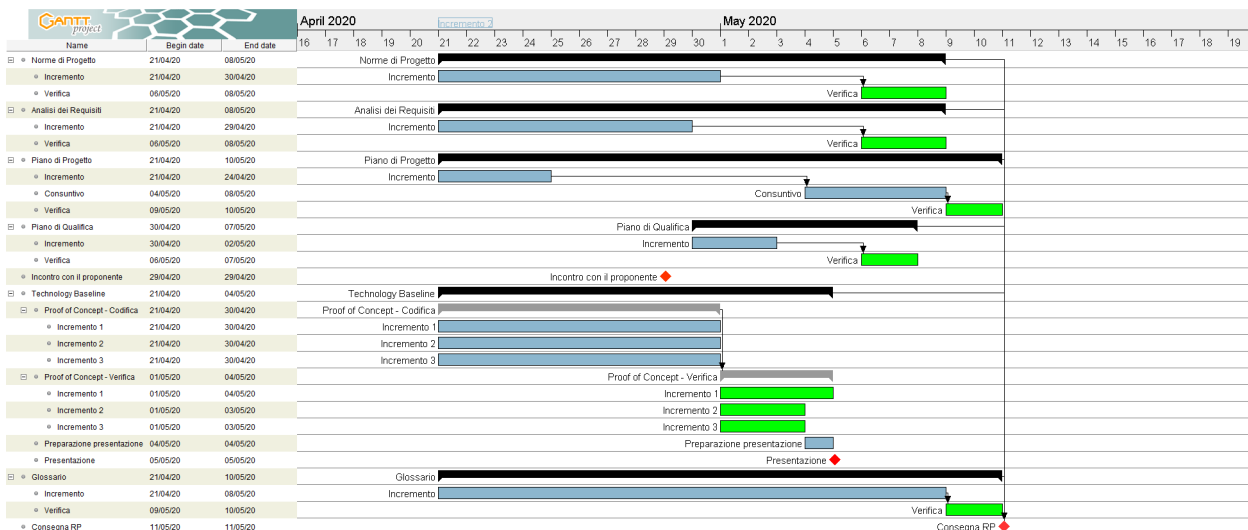 GANTT project
April 2020
Incremento 2
May 2020
Name Begin date End date
16 17 18 19 20 21 22 23 24 25 26 27 28 29 30 1 2 3 4 5 6 7 8 9 10 11 12 13 14 15 16 17 18 19
Norme di Progetto 21/04/20 08/05/20 Norme di Progetto
Incremento 21/04/20 30/04/20 Incremento
Verifica 06/05/20 08/05/20 Verifica
Analisi dei Requisiti 21/04/20 08/05/20 Analisi dei Requisiti
Incremento 21/04/20 29/04/20 Incremento
Verifica 06/05/20 08/05/20 Verifica
Piano di Progetto 21/04/20 10/05/20 Piano di Progetto
Incremento 21/04/20 24/04/20 Incremento
Consuntivo 04/05/20 08/05/20 Consuntivo
Verifica 09/05/20 10/05/20 Verifica
Piano di Qualifica 30/04/20 07/05/20 Piano di Qualifica
Incremento 30/04/20 02/05/20 Incremento
Verifica 06/05/20 07/05/20 Verifica
Incontro con il proponente 29/04/20 29/04/20 Incontro con il proponente
Technology Baseline 21/04/20 04/05/20 Technology Baseline
Proof of Concept - Codifica 21/04/20 30/04/20 Proof of Concept - Codifica
Incremento 1 21/04/20 30/04/20 Incremento 1
Incremento 2 21/04/20 30/04/20 Incremento 2
Incremento 3 21/04/20 30/04/20 Incremento 3
Proof of Concept - Verifica 01/05/20 04/05/20 Proof of Concept - Verifica
Incremento 1 01/05/20 04/05/20 Incremento 1
Incremento 2 01/05/20 03/05/20 Incremento 2
Incremento 3 01/05/20 03/05/20 Incremento 3
Preparazione presentazione 04/05/20 04/05/20 Preparazione presentazione
Presentazione 05/05/20 05/05/20 Presentazione
Glossario 21/04/20 10/05/20 Glossario
Incremento 21/04/20 08/05/20 Incremento
Verifica 09/05/20 10/05/20 Verifica
Consegna RP 11/05/20 11/05/20 Consegna RP